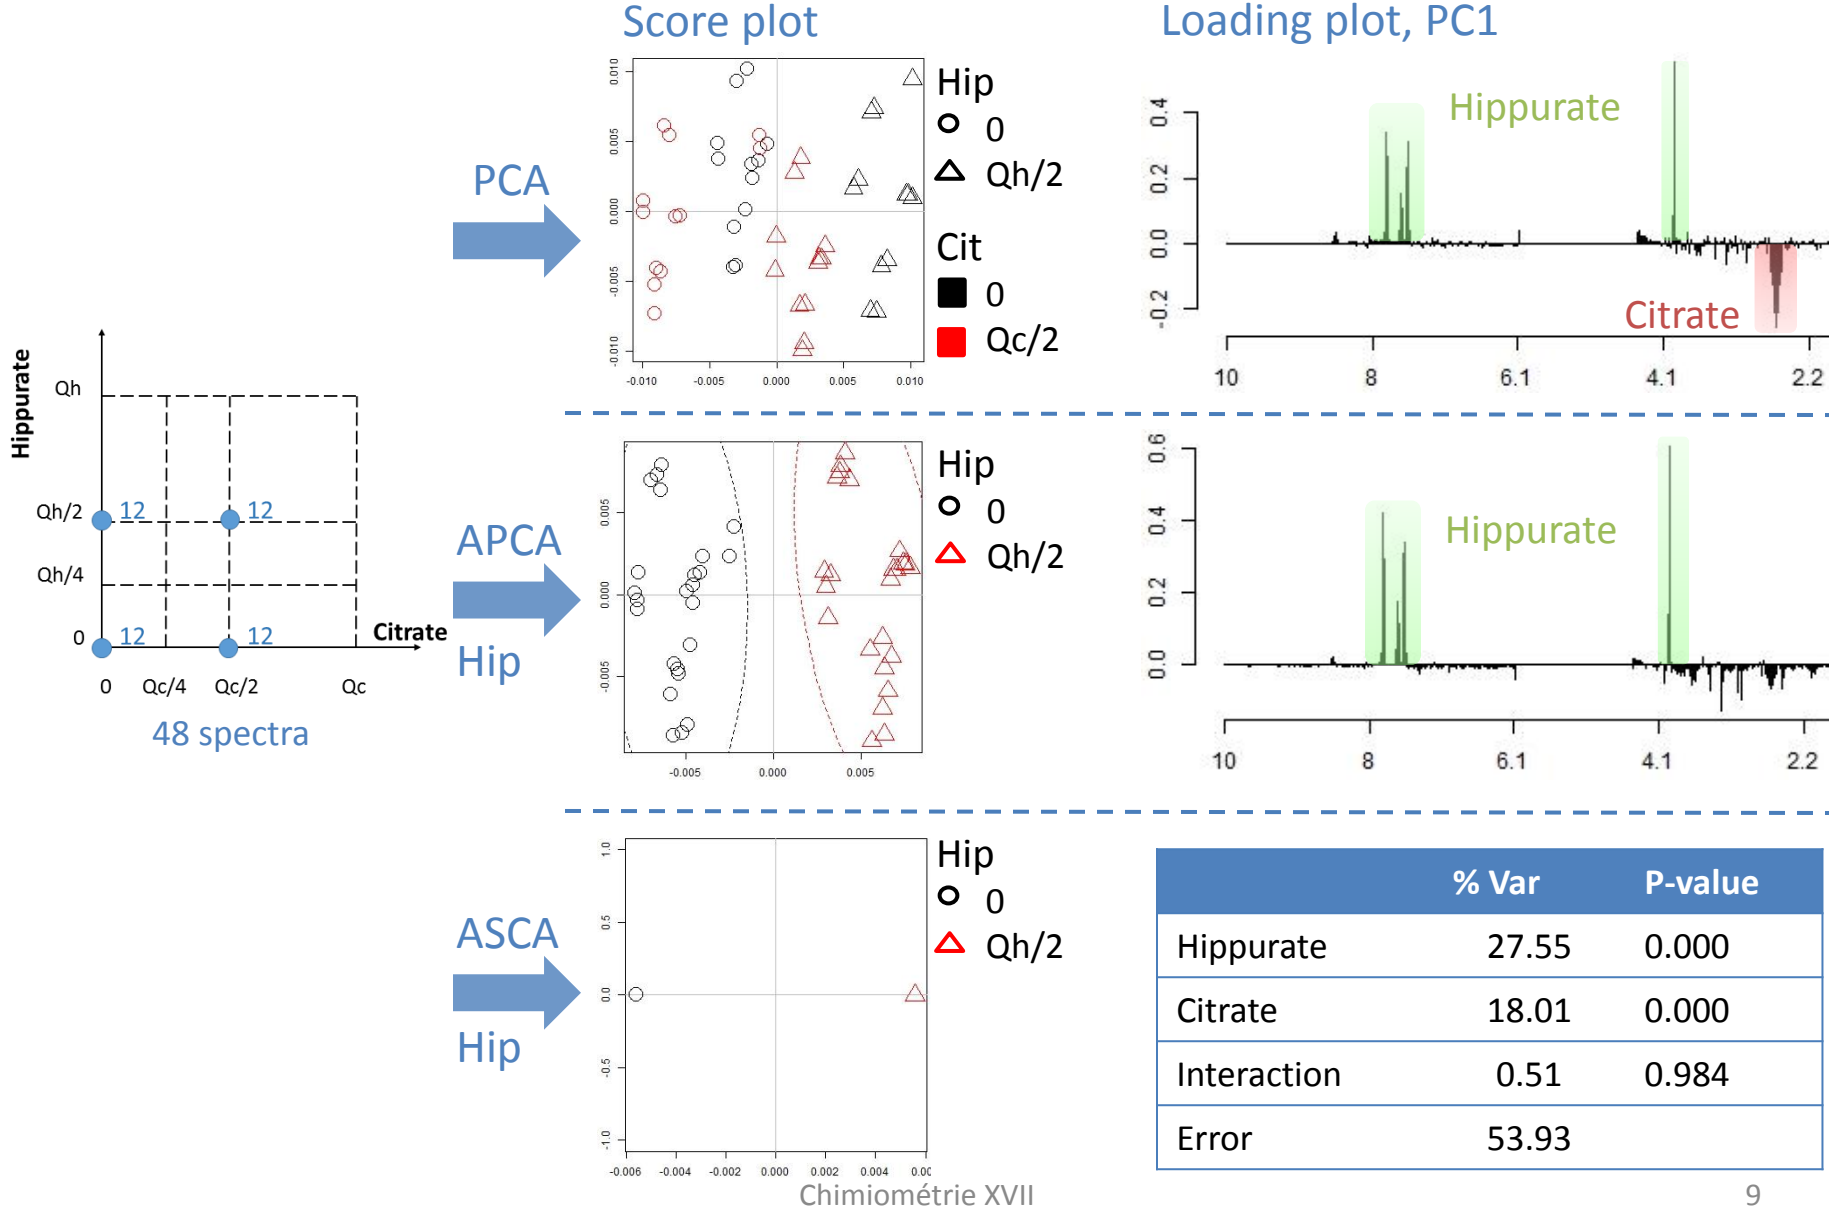 Score plot
Loading plot, PC1
PCA
0.010
0.005
0.000
-0.005
-0.010
-0.010
-0.005
0.000
0.005
0.010
Hip
0
Qh/2
Cit
0
Qc/2
0.4
0.2
0.0
-0.2
Hippurate
Citrate
10
8
6.1
4.1
2.2
Hippurate
Qh
Qh/2
Qh/4
0
12
12
12
12
Citrate
0
Qc/4
Qc/2
Qc
48 spectra
APCA
Hip
0.005
0.000
-0.005
-0.005
0.000
0.005
Hip
0
Qh/2
0.6
0.4
0.2
0.0
Hippurate
10
8
6.1
4.1
2.2
ASCA
Hip
1.0
0.5
0.0
-0.5
-1.0
-0.006
-0.004
-0.002
0.000
0.002
0.004
Hip
0
Qh/2
% Var P-value
Hippurate 27.55 0.000
Citrate 18.01 0.000
Interaction 0.51 0.984
Error 53.93
Chimiométrie XVII
9